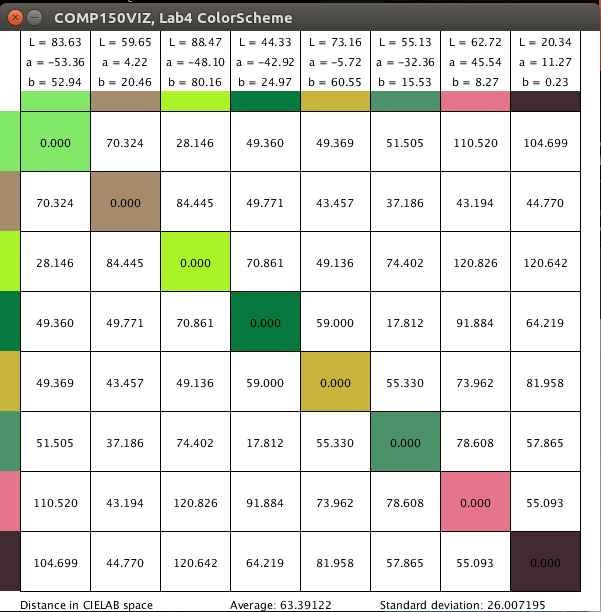 COMP150VIZ, Lab4 ColorScheme
L = 83.63 L = 59.65 L = 88.47 L = 44.33 L = 73.16 L = 55.13 L = 62.72 L = 20.34
a = −53.36 a = 4.22 a = −48.10 a = −42.92 a = −5.72 a = −32.36 a = 45.54 a = 11.27
b = 52.94 b = 20.46 b = 80.16 b = 24.97 b = 60.55 b = 15.53 b = 8.27 b = 0.23
0.000 70.324 28.146 49.360 49.369 51.505 110.520 104.699
70.324 0.000 84.445 49.771 43.457 37.186 43.194 44.770
28.146 84.445 0.000 70.861 49.136 74.402 120.826 120.642
49.360 49.771 70.861 0.000 59.000 17.812 91.884 64.219
49.369 43.457 49.136 59.000 0.000 55.330 73.962 81.958
51.505 37.186 74.402 17.812 55.330 0.000 78.608 57.865
110.520 43.194 120.826 91.884 73.962 78.608 0.000 55.093
104.699 44.770 120.642 64.219 81.958 57.865 55.093 0.000
Distance in CIELAB space Average: 63.39122 Standard deviation: 26.007195